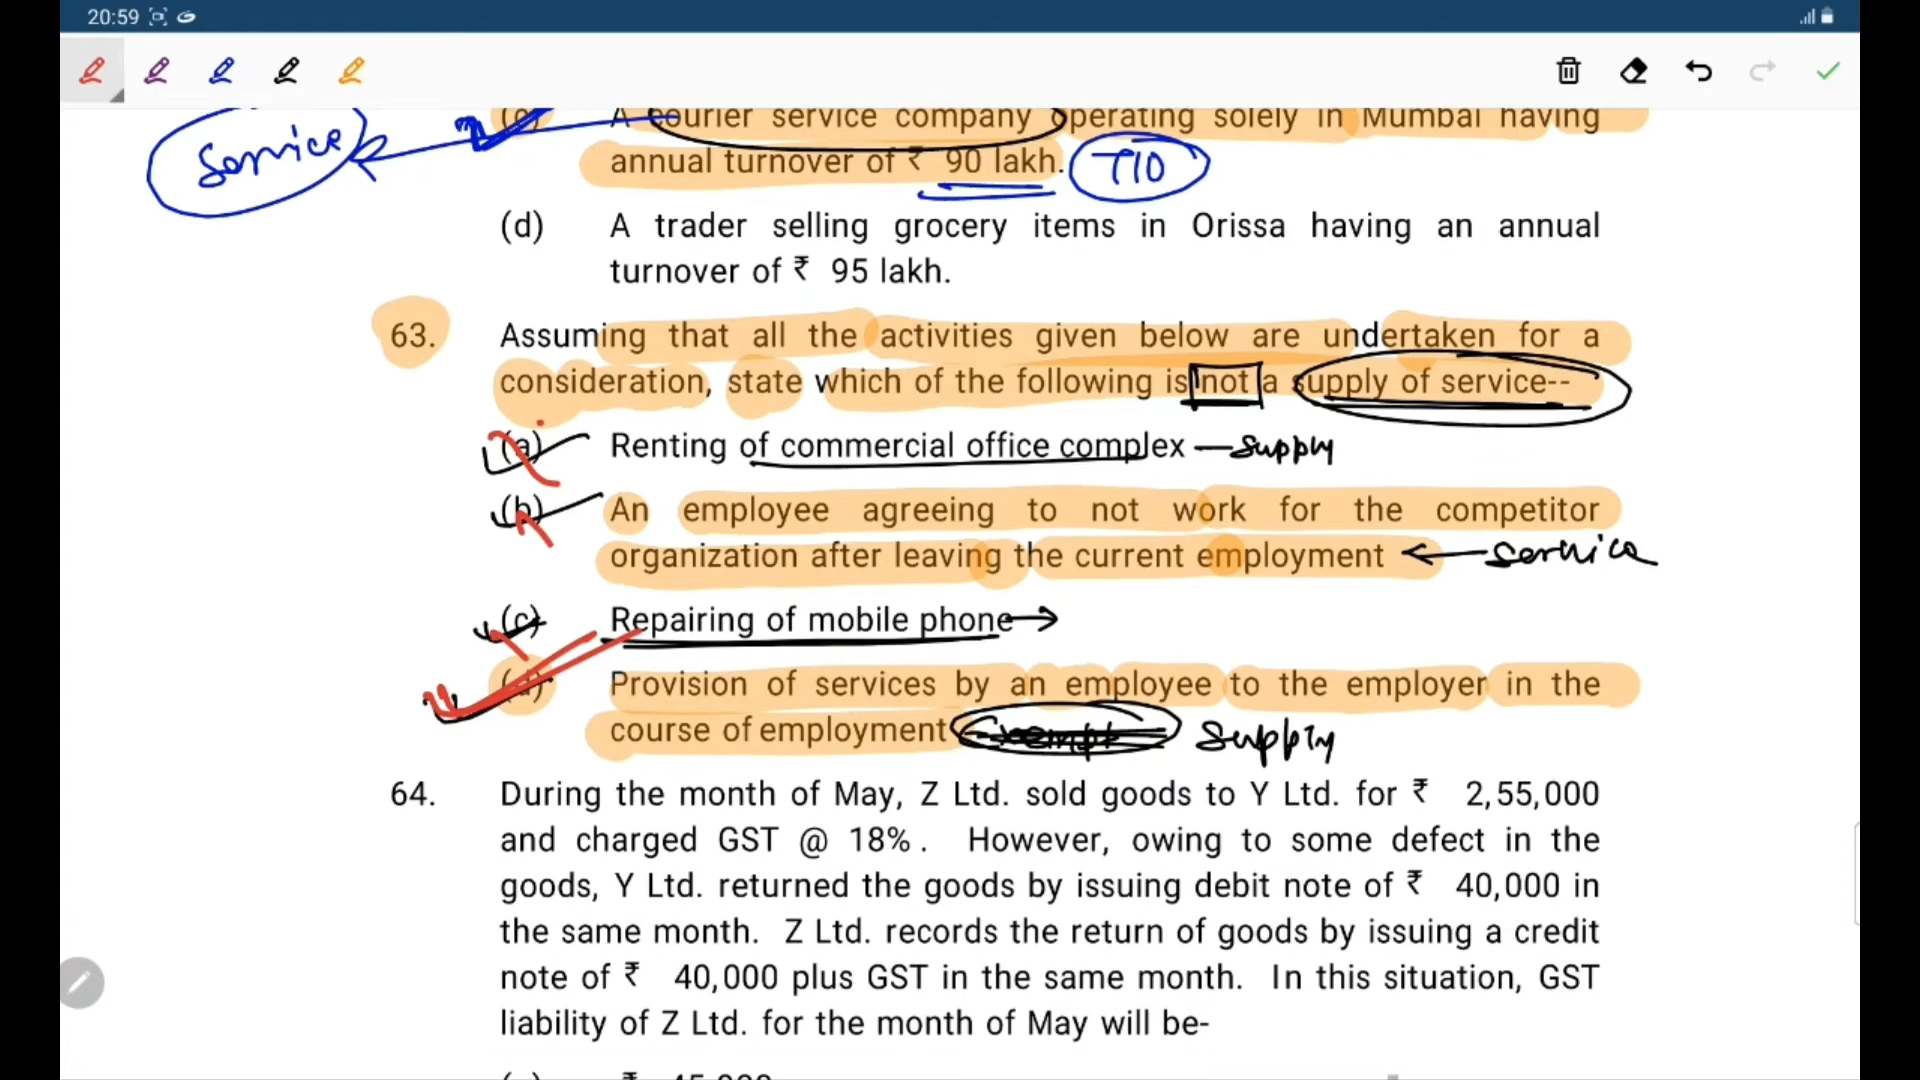 20:59
(c) A courier service company operating solely in Mumbai having
Service
annual turnover of ₹ 90 lakh. T10
(d) A trader selling grocery items in Orissa having an annual
turnover of ₹ 95 lakh.
63. Assuming that all the activities given below are undertaken for a
consideration, state which of the following is not a supply of service--
(a) Renting of commercial office complex – Supply
(b) An employee agreeing to not work for the competitor
organization after leaving the current employment ← Service
(c) Repairing of mobile phone →
(d) Provision of services by an employee to the employer in the
course of employment Supply
64. During the month of May, Z Ltd. sold goods to Y Ltd. for ₹ 2,55,000
and charged GST @ 18%. However, owing to some defect in the
goods, Y Ltd. returned the goods by issuing debit note of ₹ 40,000 in
the same month. Z Ltd. records the return of goods by issuing a credit
note of ₹ 40,000 plus GST in the same month. In this situation, GST
liability of Z Ltd. for the month of May will be-